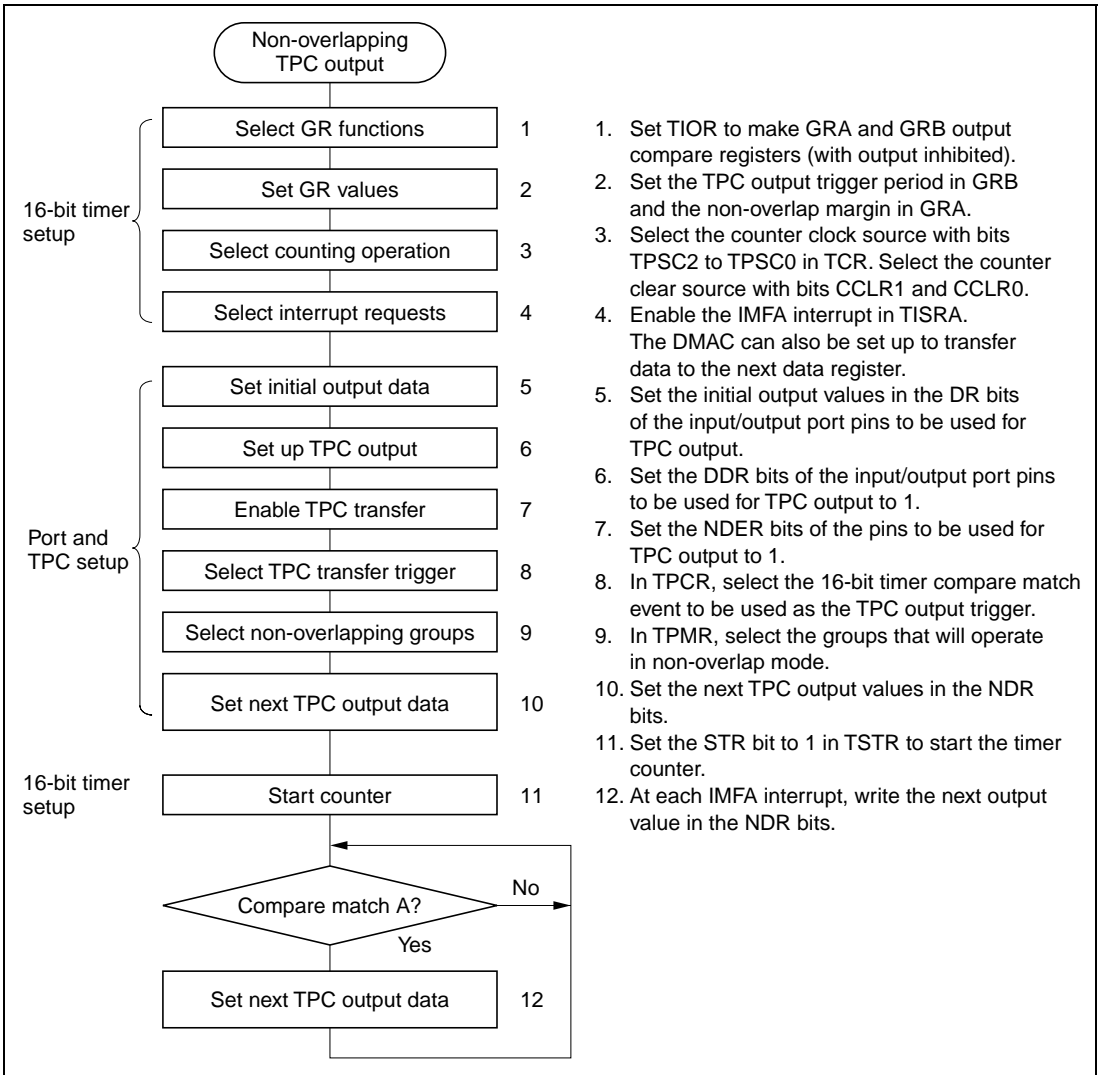 Non-overlapping
TPC output
16-bit timer
setup
Select GR functions 1
Set GR values 2
Select counting operation 3
Select interrupt requests 4
Port and
TPC setup
Set initial output data 5
Set up TPC output 6
Enable TPC transfer 7
Select TPC transfer trigger 8
Select non-overlapping groups 9
Set next TPC output data 10
16-bit timer
setup
Start counter 11
Compare match A?
No
Yes
Set next TPC output data 12
1. Set TIOR to make GRA and GRB output
compare registers (with output inhibited).
2. Set the TPC output trigger period in GRB
and the non-overlap margin in GRA.
3. Select the counter clock source with bits
TPSC2 to TPSC0 in TCR. Select the counter
clear source with bits CCLR1 and CCLR0.
4. Enable the IMFA interrupt in TISRA.
The DMAC can also be set up to transfer
data to the next data register.
5. Set the initial output values in the DR bits
of the input/output port pins to be used for
TPC output.
6. Set the DDR bits of the input/output port pins
to be used for TPC output to 1.
7. Set the NDER bits of the pins to be used for
TPC output to 1.
8. In TPCR, select the 16-bit timer compare match
event to be used as the TPC output trigger.
9. In TPMR, select the groups that will operate
in non-overlap mode.
10. Set the next TPC output values in the NDR
bits.
11. Set the STR bit to 1 in TSTR to start the timer
counter.
12. At each IMFA interrupt, write the next output
value in the NDR bits.